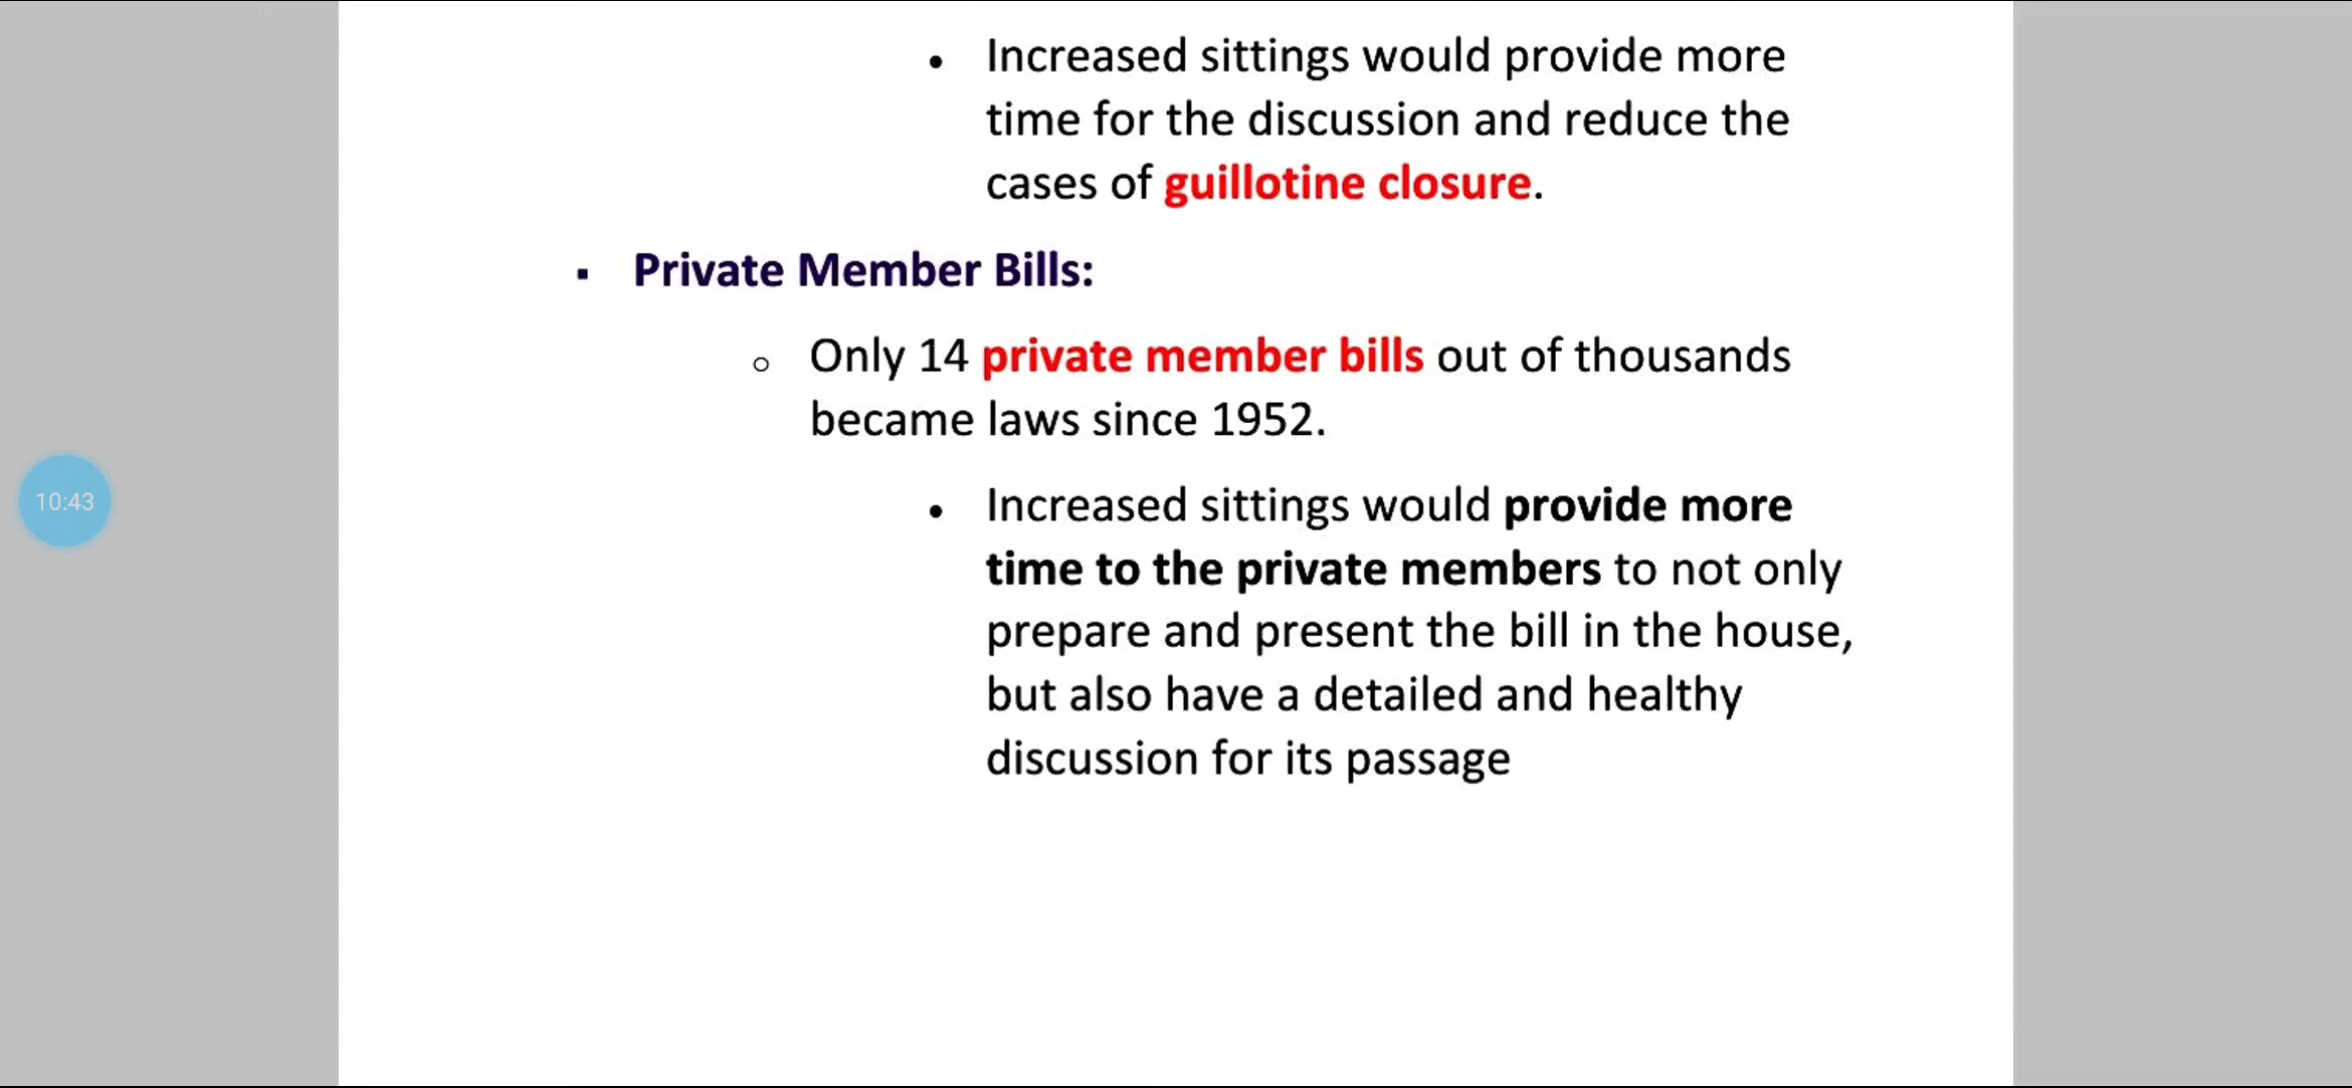 • Increased sittings would provide more
time for the discussion and reduce the
cases of guillotine closure.
▪ Private Member Bills:
○ Only 14 private member bills out of thousands
became laws since 1952.
10:43
• Increased sittings would provide more
time to the private members to not only
prepare and present the bill in the house,
but also have a detailed and healthy
discussion for its passage